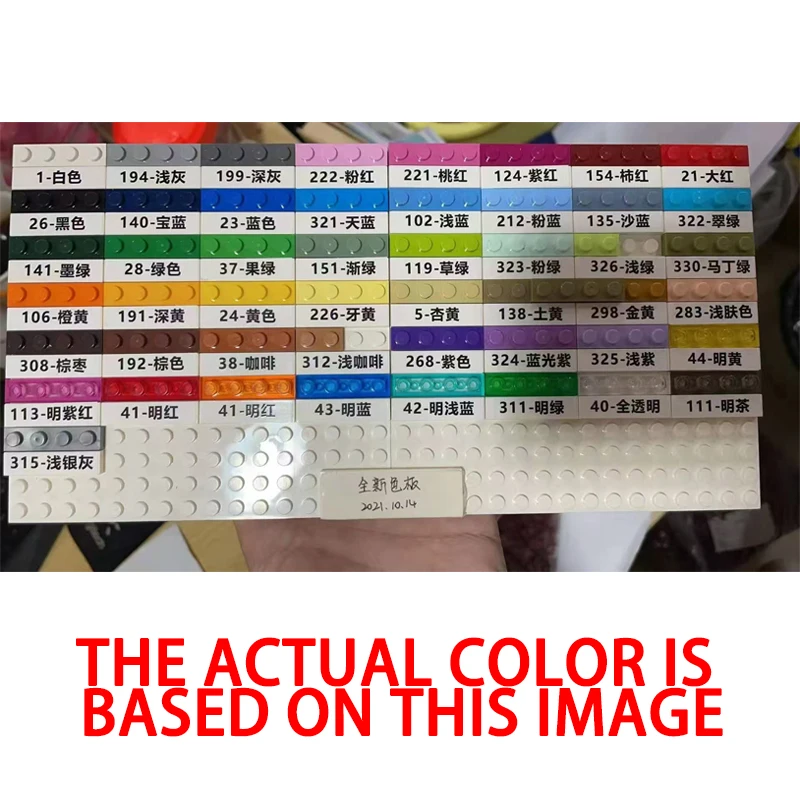 1-白色 194-浅灰 199-深灰 222-粉红 221-桃红 124-紫红 154-柿红 21-大红
26-黑色 140-宝蓝 23-蓝色 321-天蓝 102-浅蓝 212-粉蓝 135-沙蓝 322-翠绿
141-墨绿 28-绿色 37-果绿 151-渐绿 119-草绿 323-粉绿 326-浅绿 330-马丁绿
106-橙黄 191-深黄 24-黄色 226-牙黄 5-杏黄 138-土黄 298-金黄 283-浅肤色
308-棕枣 192-棕色 38-咖啡 312-浅咖啡 268-紫色 324-蓝光紫 325-浅紫 44-明黄
113-明紫红 41-明红 41-明红 43-明蓝 42-明浅蓝 311-明绿 40-全透明 111-明茶
315-浅银灰
全新色板
2021.10.14
THE ACTUAL COLOR IS
BASED ON THIS IMAGE